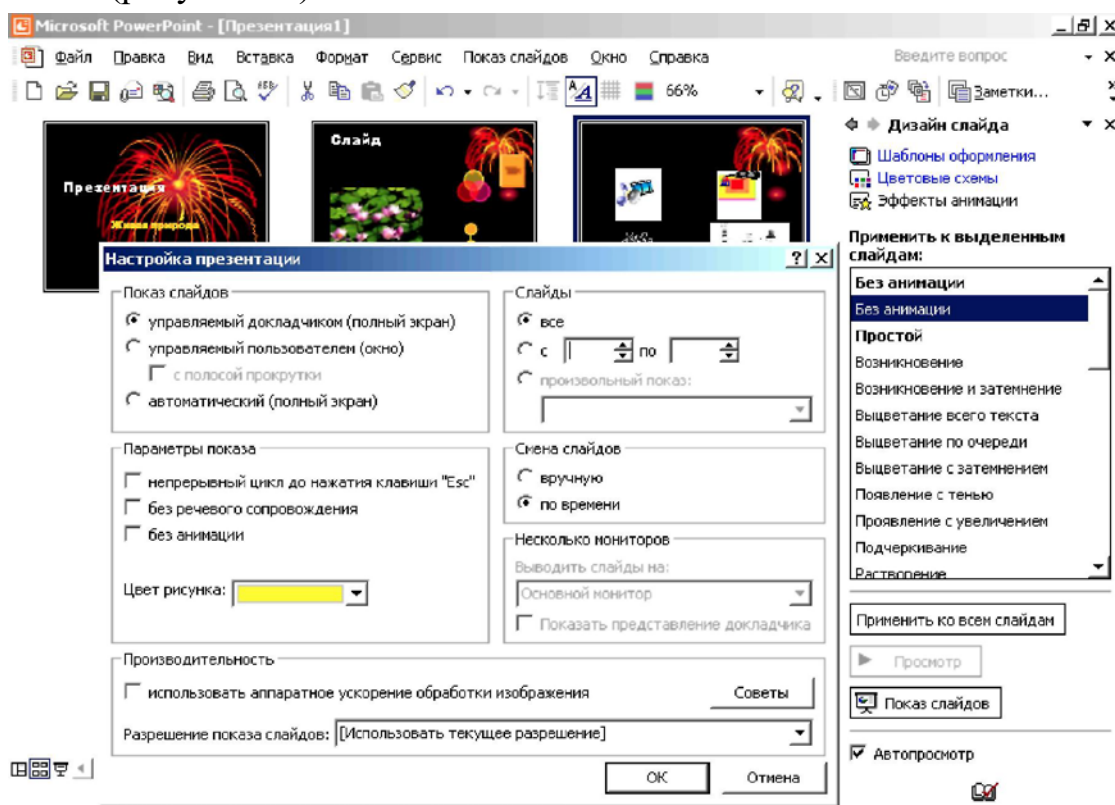 Microsoft PowerPoint - [Презентация1]
Файл Правка Вид Вставка Формат Сервис Показ слайдов Окно Справка Введите вопрос
66% Заметки...
Дизайн слайда
Шаблоны оформления
Цветовые схемы
Эффекты анимации
Применить к выделенным
слайдам:
Без анимации
Без анимации
Простой
Возникновение
Возникновение и затемнение
Выцветание всего текста
Выцветание по очереди
Выцветание с затемнением
Появление с тенью
Проявление с увеличением
Подчеркивание
Растворение
Применить ко всем слайдам
Просмотр
Показ слайдов
Автопросмотр
Презентация
Живая природа
Слайд
Настройка презентации
Показ слайдов
управляемый докладчиком (полный экран)
управляемый пользователем (окно)
с полосой прокрутки
автоматический (полный экран)
Слайды
все
с по
произвольный показ:
Параметры показа
непрерывный цикл до нажатия клавиши "Esc"
без речевого сопровождения
без анимации
Цвет рисунка:
Смена слайдов
вручную
по времени
Несколько мониторов
Выводить слайды на:
Основной монитор
Показать представление докладчика
Производительность
использовать аппаратное ускорение обработки изображения Советы
Разрешение показа слайдов: [Использовать текущее разрешение]
ОК Отмена